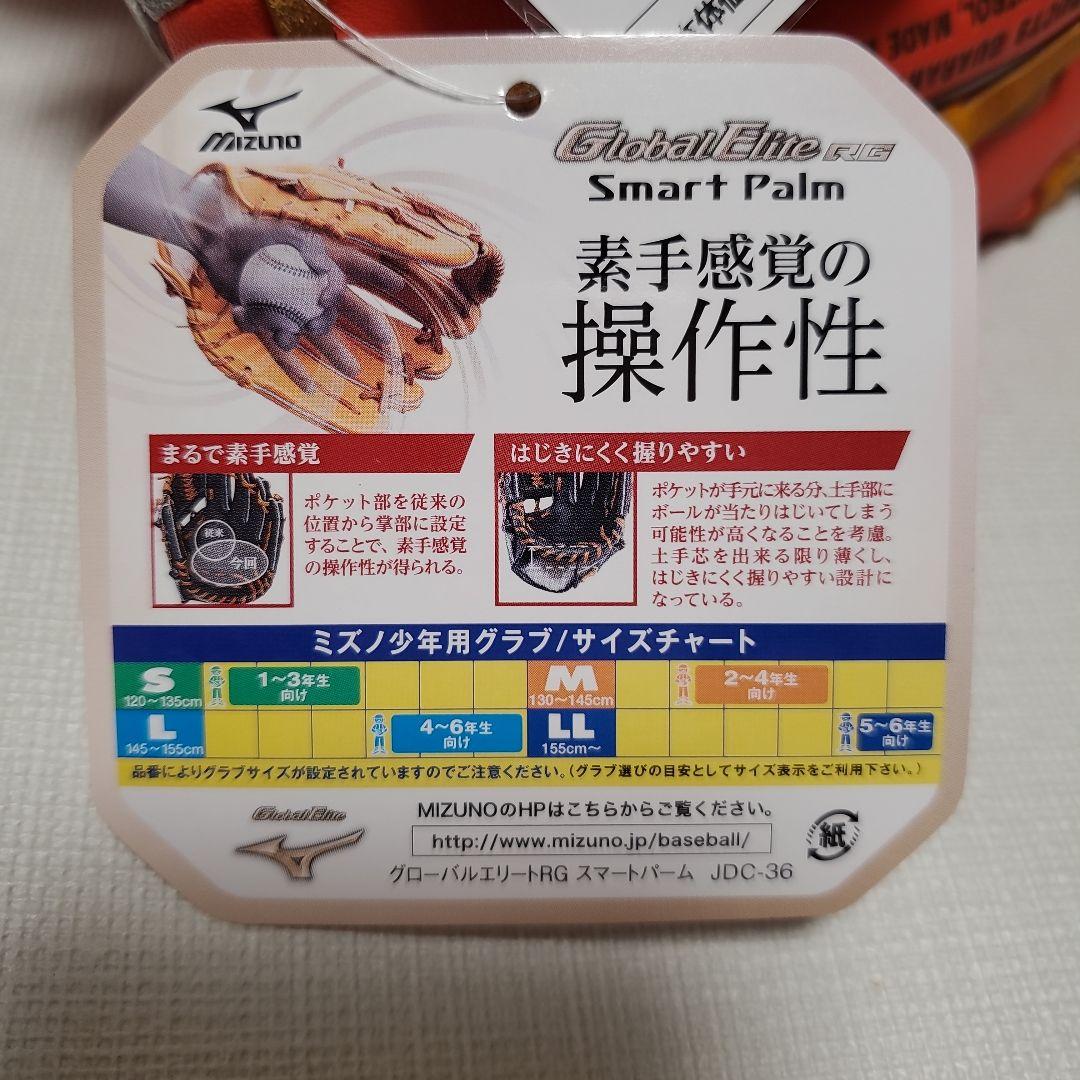 本体価
QUARAN
TROL, MADE
MIZUNO
Global Elite RG
Smart Palm
素手感覚の
操作性
まるで素手感覚
従来
今回
ポケット部を従来の
位置から掌部に設定
することで、素手感覚
の操作性が得られる。
はじきにくく握りやすい
ポケットが手元に来る分、土手部に
ボールが当たりはじいてしまう
可能性が高くなることを考慮。
土手芯を出来る限り薄くし、
はじきにくく握りやすい設計に
なっている。
ミズノ少年用グラブ/サイズチャート
S
120〜135cm
1〜3年生
向け
M
130〜145cm
2〜4年生
向け
L
145〜155cm
4〜6年生
向け
LL
155cm〜
5〜6年生
向け
品番によりグラブサイズが設定されていますのでご注意ください。(グラブ選びの目安としてサイズ表示をご利用下さい。)
Global Elite
MIZUNOのHPはこちらからご覧ください。
http://www.mizuno.jp/baseball/
グローバルエリートRG スマートパーム JDC-36
紙